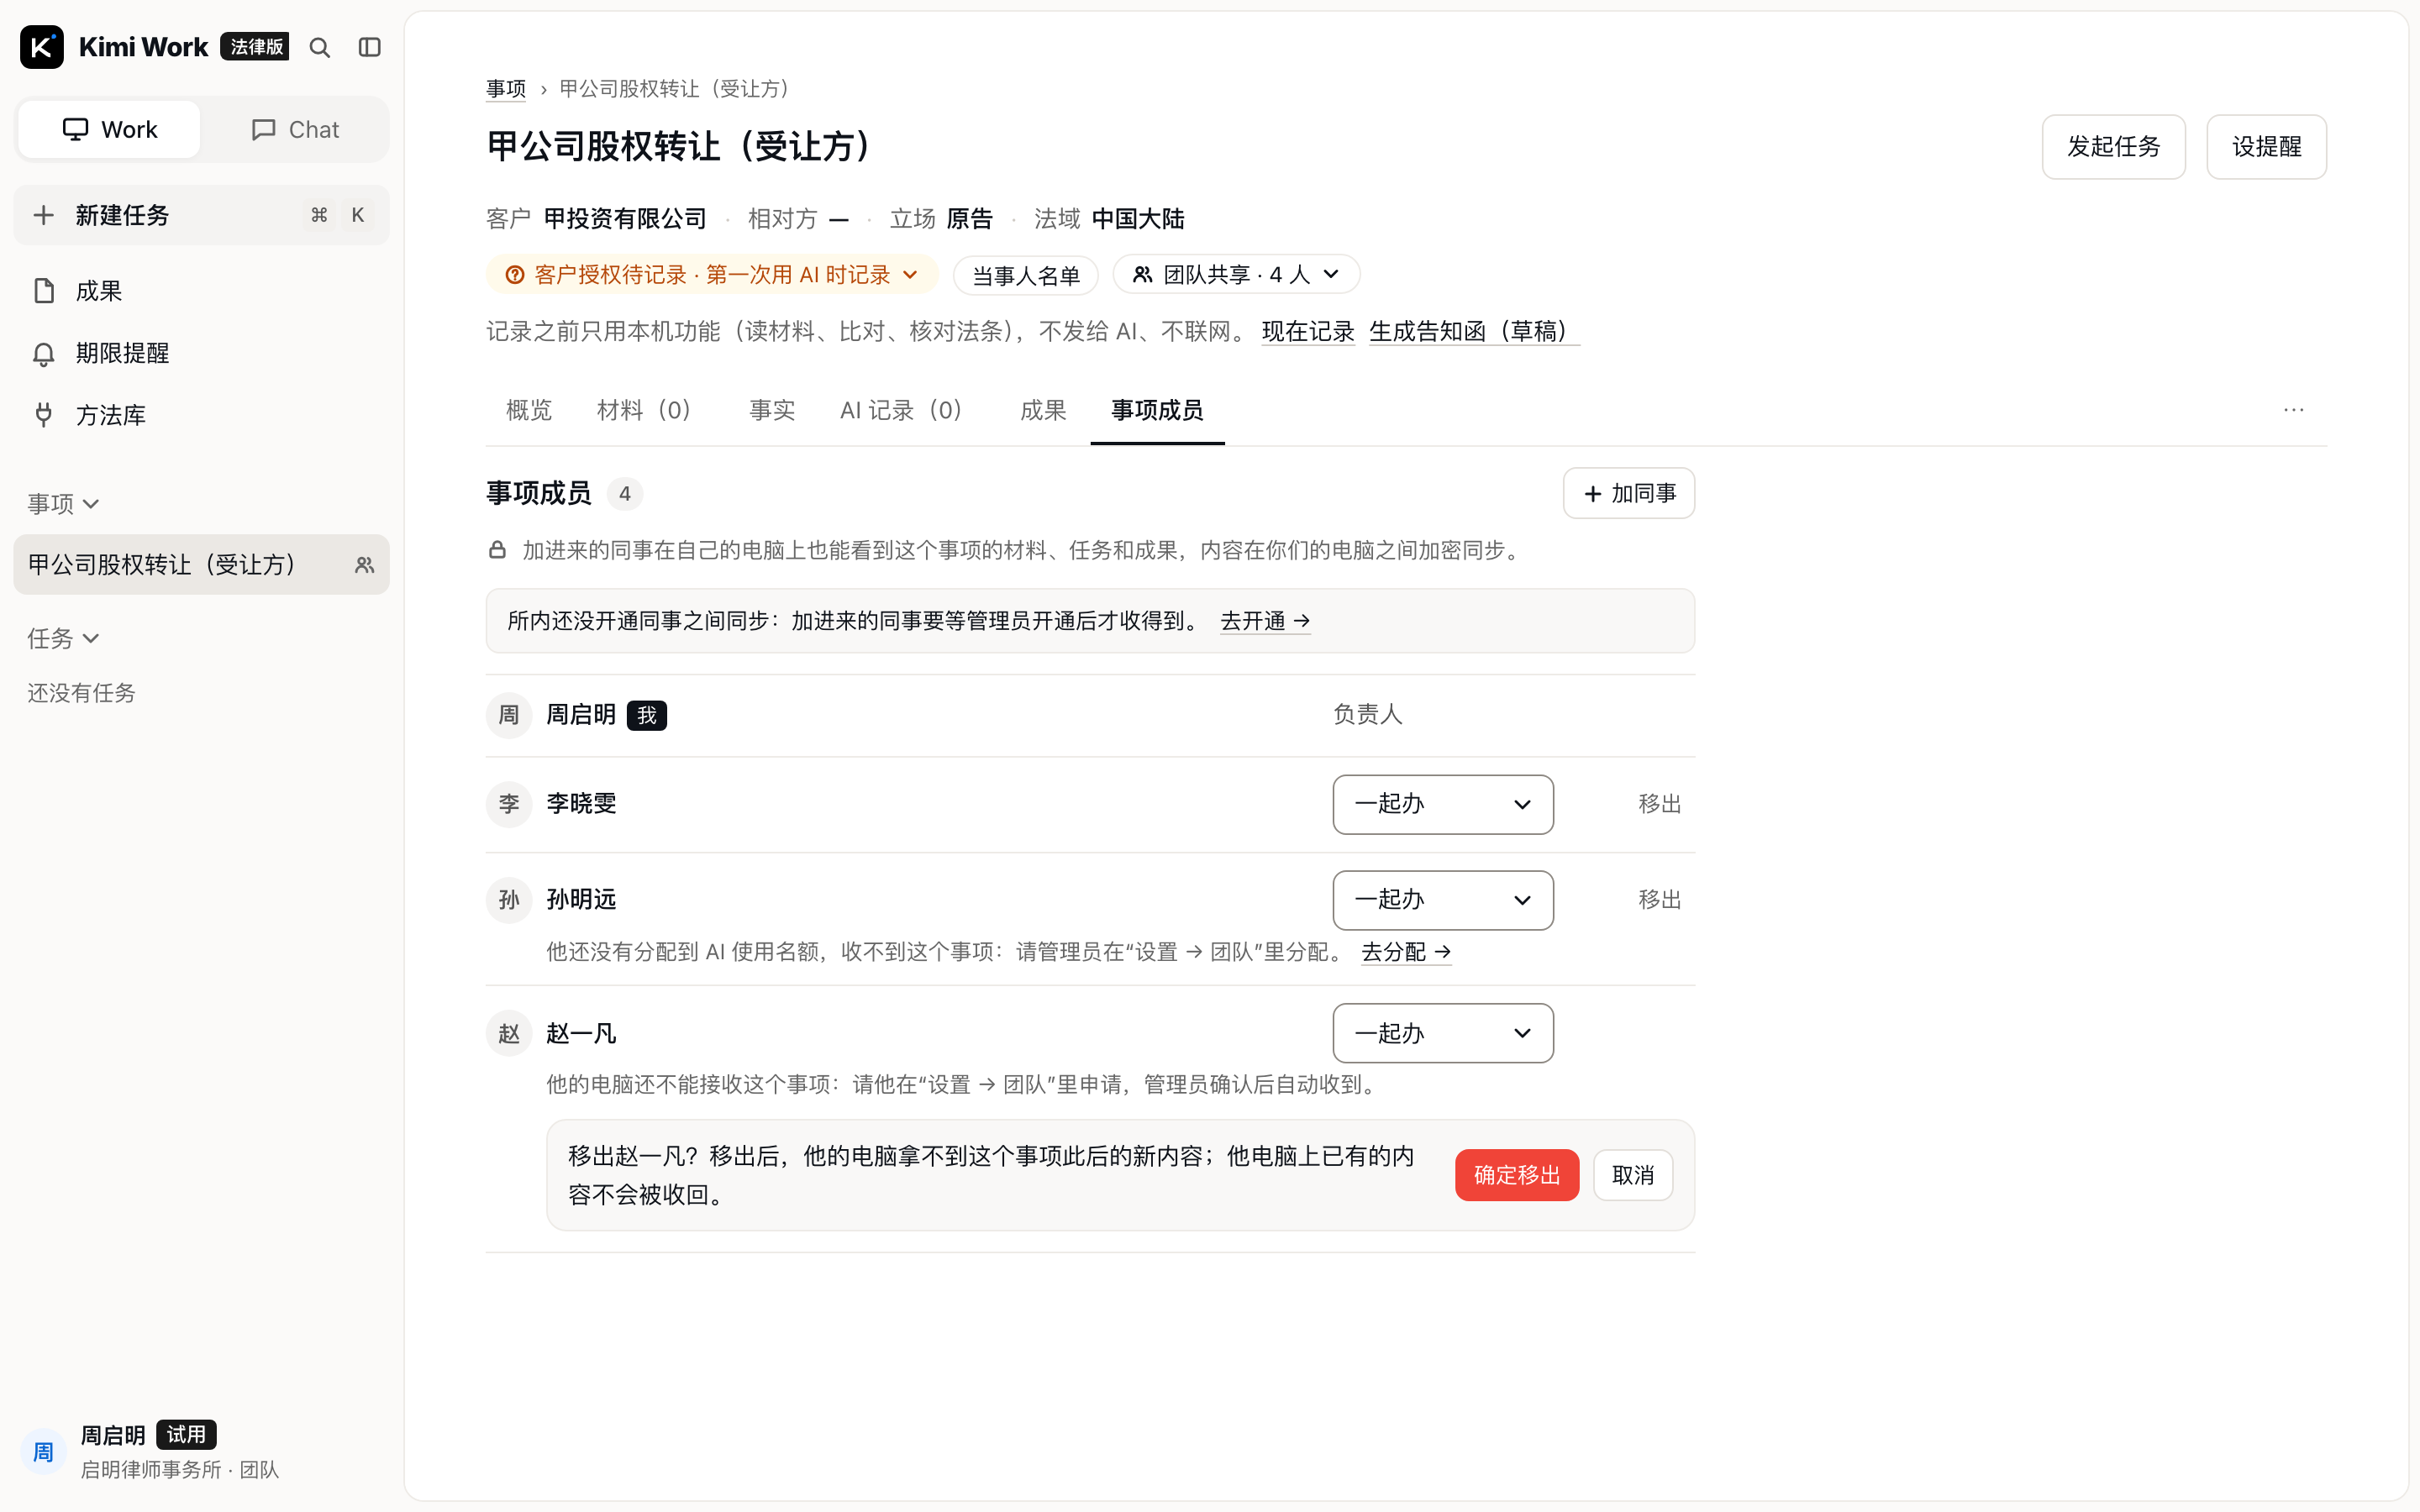 Kimi Work 法律版
Work Chat
新建任务 ⌘ K
成果
期限提醒
方法库
事项
甲公司股权转让（受让方）
任务
还没有任务
周 周启明 试用
启明律师事务所 · 团队
事项 › 甲公司股权转让（受让方）
甲公司股权转让（受让方）
发起任务 设提醒
客户 甲投资有限公司 · 相对方 — · 立场 原告 · 法域 中国大陆
客户授权待记录 · 第一次用 AI 时记录 当事人名单 团队共享 · 4 人
记录之前只用本机功能（读材料、比对、核对法条），不发给 AI、不联网。 现在记录 生成告知函（草稿）
概览 材料（0） 事实 AI 记录（0） 成果 事项成员 ···
事项成员 4 + 加同事
加进来的同事在自己的电脑上也能看到这个事项的材料、任务和成果，内容在你们的电脑之间加密同步。
所内还没开通同事之间同步：加进来的同事要等管理员开通后才收得到。 去开通 →
周 周启明 我 负责人
李 李晓雯 一起办 移出
孙 孙明远 一起办 移出
他还没有分配到 AI 使用名额，收不到这个事项：请管理员在“设置 → 团队”里分配。 去分配 →
赵 赵一凡 一起办
他的电脑还不能接收这个事项：请他在“设置 → 团队”里申请，管理员确认后自动收到。
移出赵一凡？移出后，他的电脑拿不到这个事项此后的新内容；他电脑上已有的内
容不会被收回。
确定移出 取消